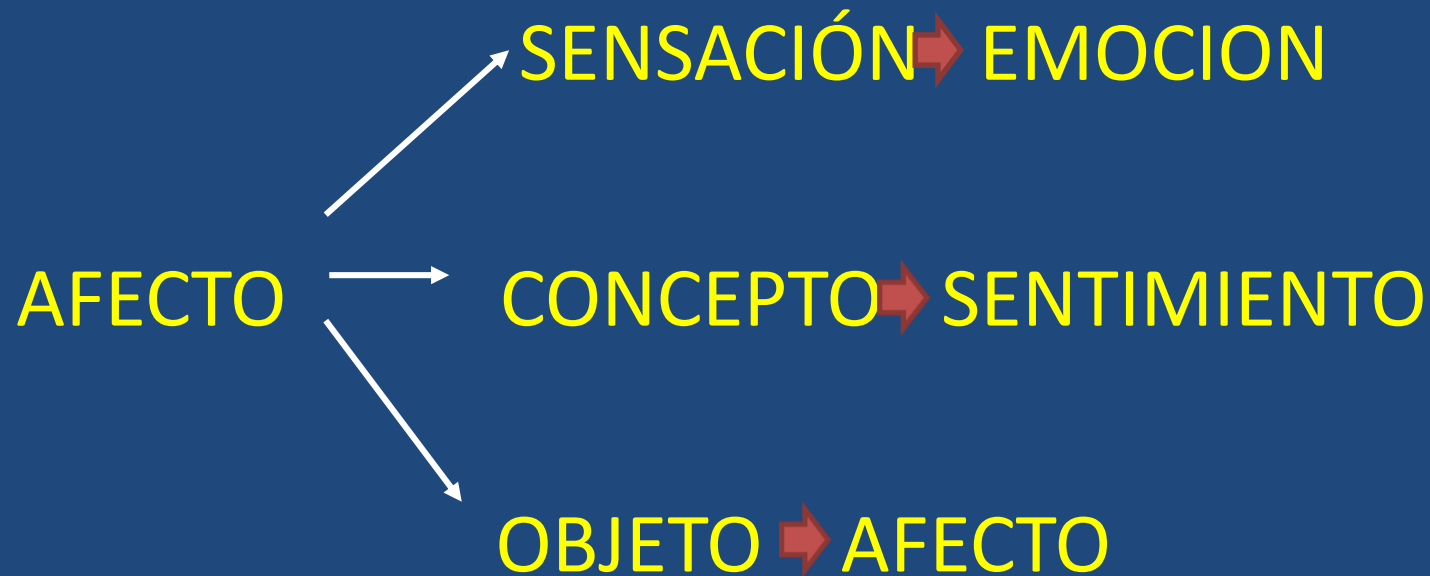 SENSACIÓN EMOCION
AFECTO CONCEPTO SENTIMIENTO
OBJETO AFECTO